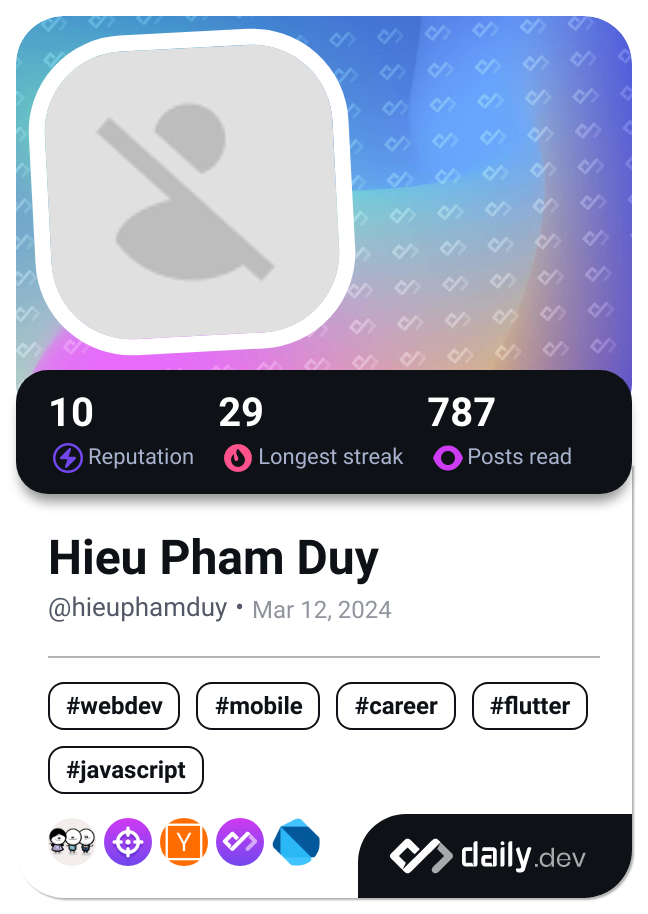 10 29 787
Reputation Longest streak Posts read
Hieu Pham Duy
@hieuphamduy • Mar 12, 2024
#webdev #mobile #career #flutter
#javascript
Y
daily.dev